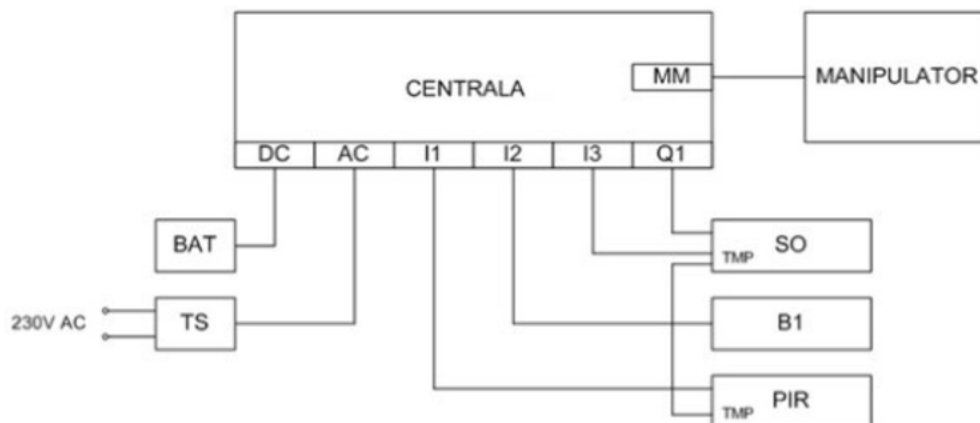 CENTRALA
MM
MANIPULATOR
DC AC I1 I2 I3 Q1
BAT
SO
TMP
230V AC
TS
B1
PIR
TMP